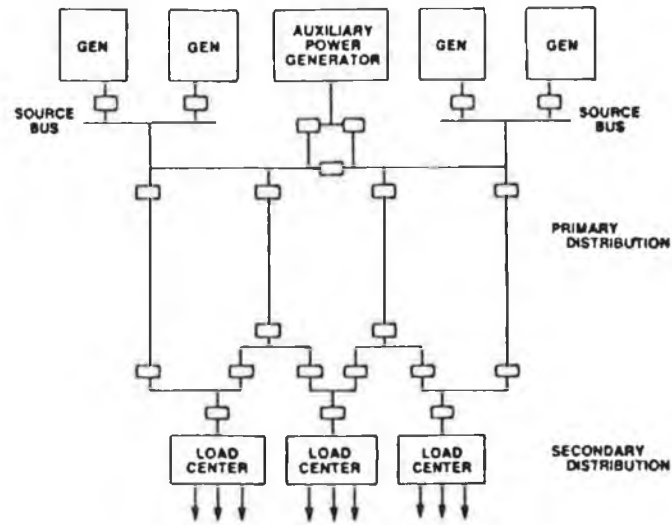 GEN
GEN
AUXILIARY
POWER
GENERATOR
GEN
GEN
SOURCE
BUS
SOURCE
BUS
PRIMARY
DISTRIBUTION
LOAD
CENTER
LOAD
CENTER
LOAD
CENTER
SECONDARY
DISTRIBUTION